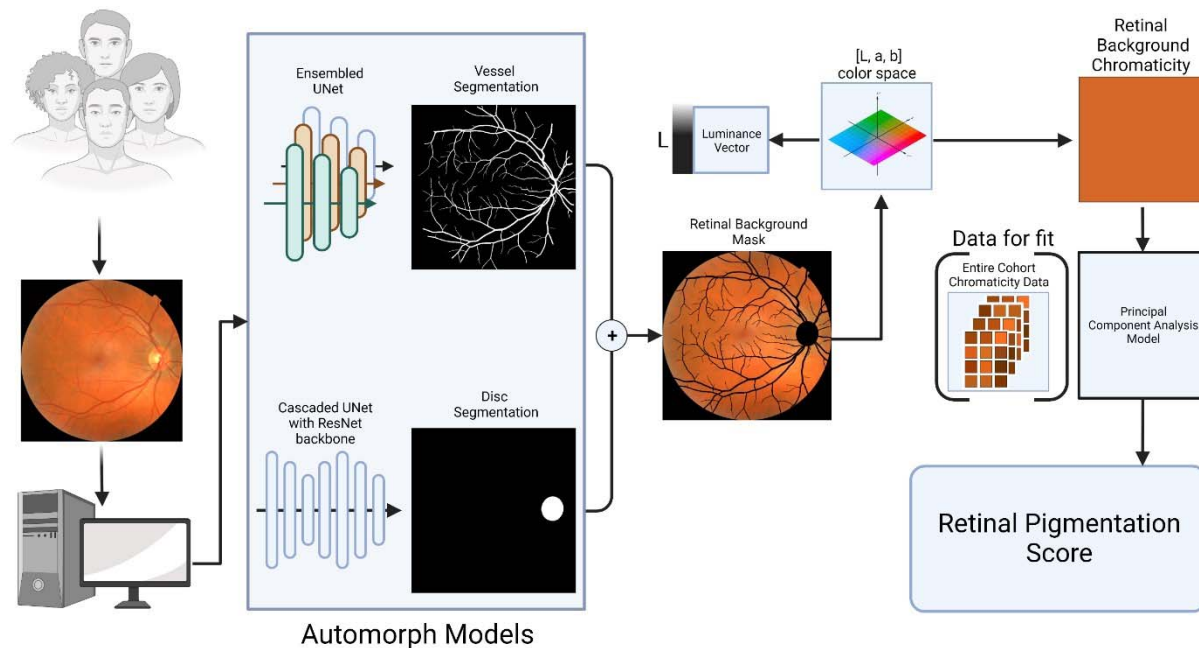 Ensembled
UNet
Vessel
Segmentation
Cascaded UNet
with ResNet
backbone
Disc
Segmentation
Automorph Models
+
Retinal Background
Mask
L
Luminance
Vector
[L, a, b]
color space
Retinal
Background
Chromaticity
Data for fit
Entire Cohort
Chromaticity Data
Principal
Component Analysis
Model
Retinal Pigmentation
Score